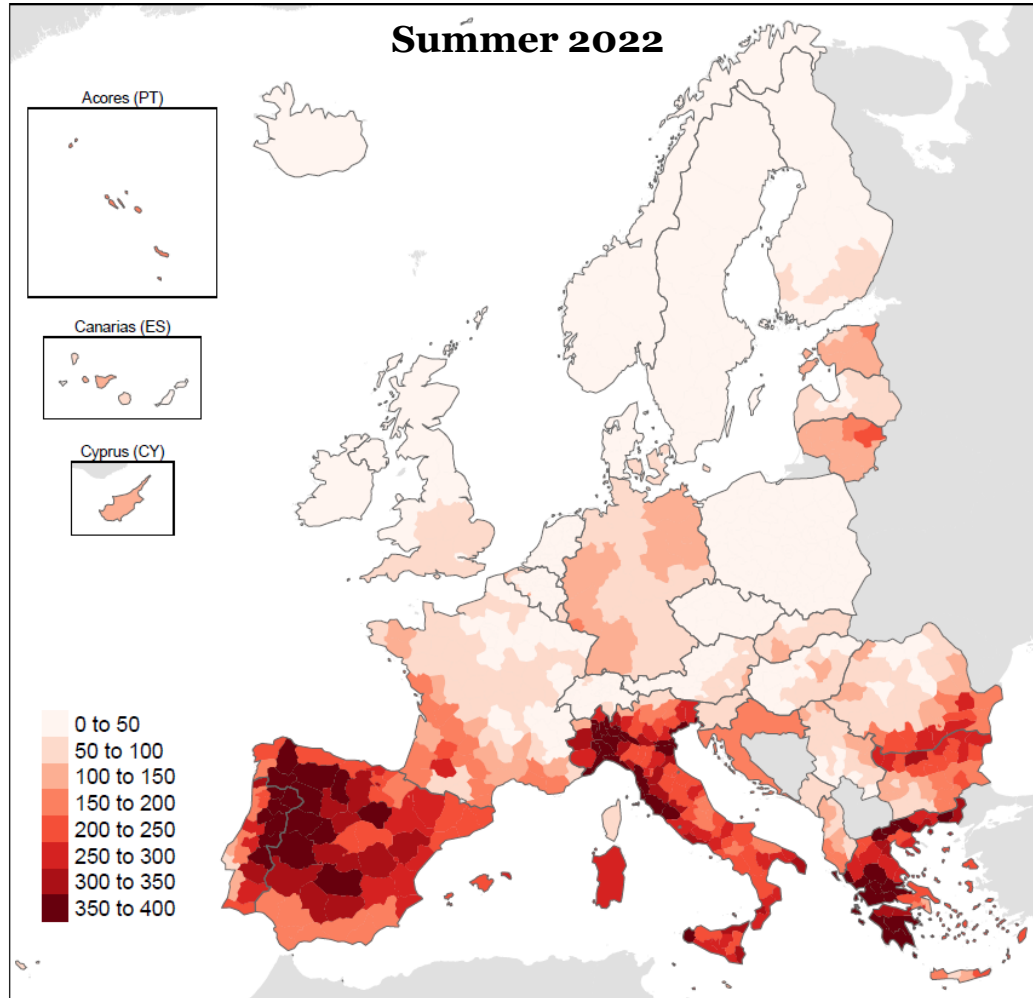 Summer 2022
Acores (PT)
Canarias (ES)
Cyprus (CY)
0 to 50
50 to 100
100 to 150
150 to 200
200 to 250
250 to 300
300 to 350
350 to 400